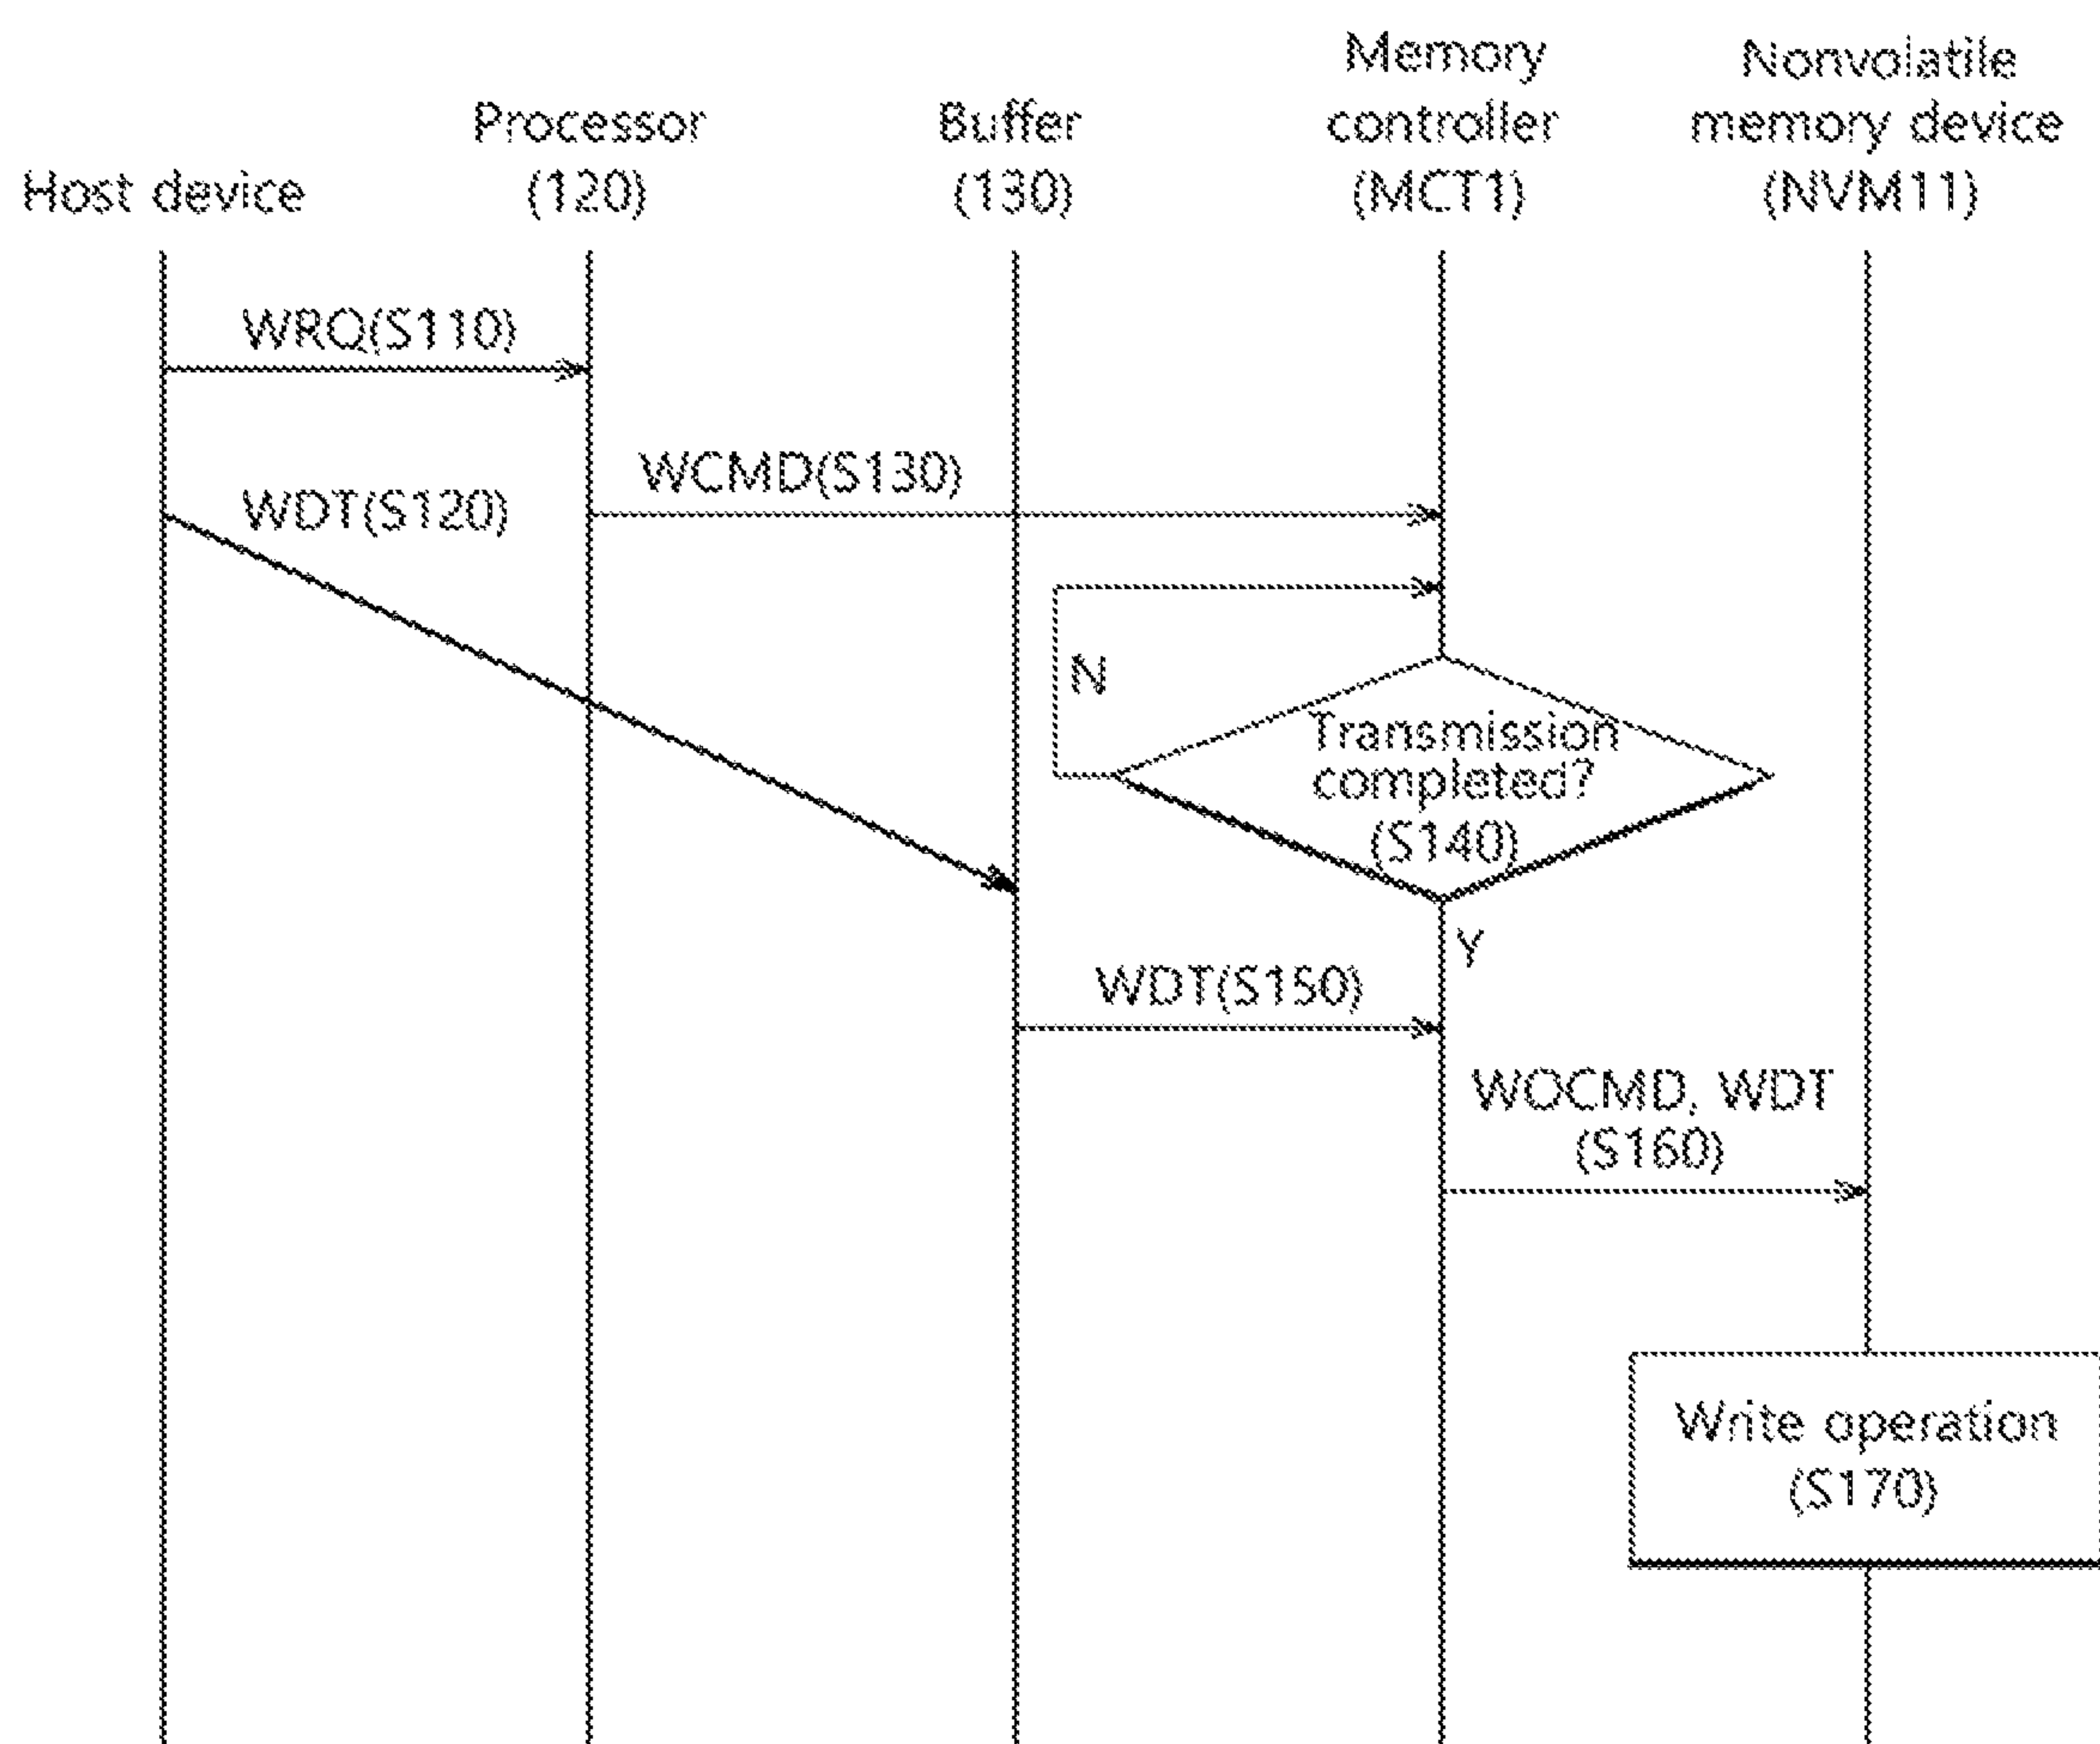 Host device
Processor
(120)
Buffer
(130)
Memory
controller
(MCT1)
Nonvolatile
memory device
(NVM11)
WRQ(S110)
WCMD(S130)
WDT(S120)
N
Transmission
completed?
(S140)
Y
WDT(S150)
WOCMD, WDT
(S160)
Write operation
(S170)